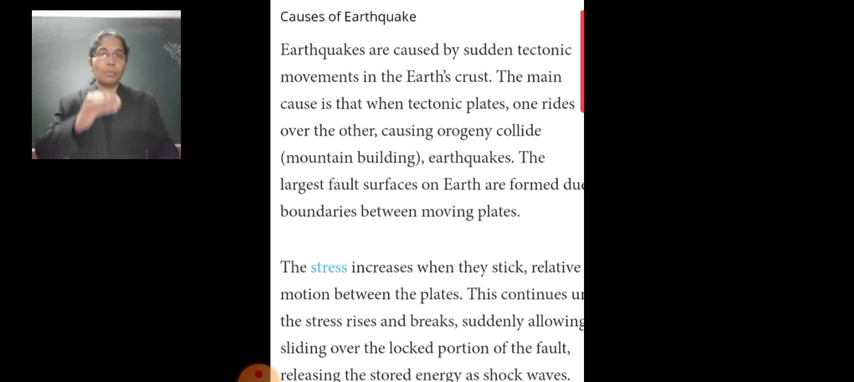 Causes of Earthquake
Earthquakes are caused by sudden tectonic
movements in the Earth's crust. The main
cause is that when tectonic plates, one rides
over the other, causing orogeny collide
(mountain building), earthquakes. The
largest fault surfaces on Earth are formed
boundaries between moving plates.
The stress increases when they stick, relative
motion between the plates. This continues
the stress rises and breaks, suddenly allowing
sliding over the locked portion of the fault,
releasing the stored energy as shock waves.